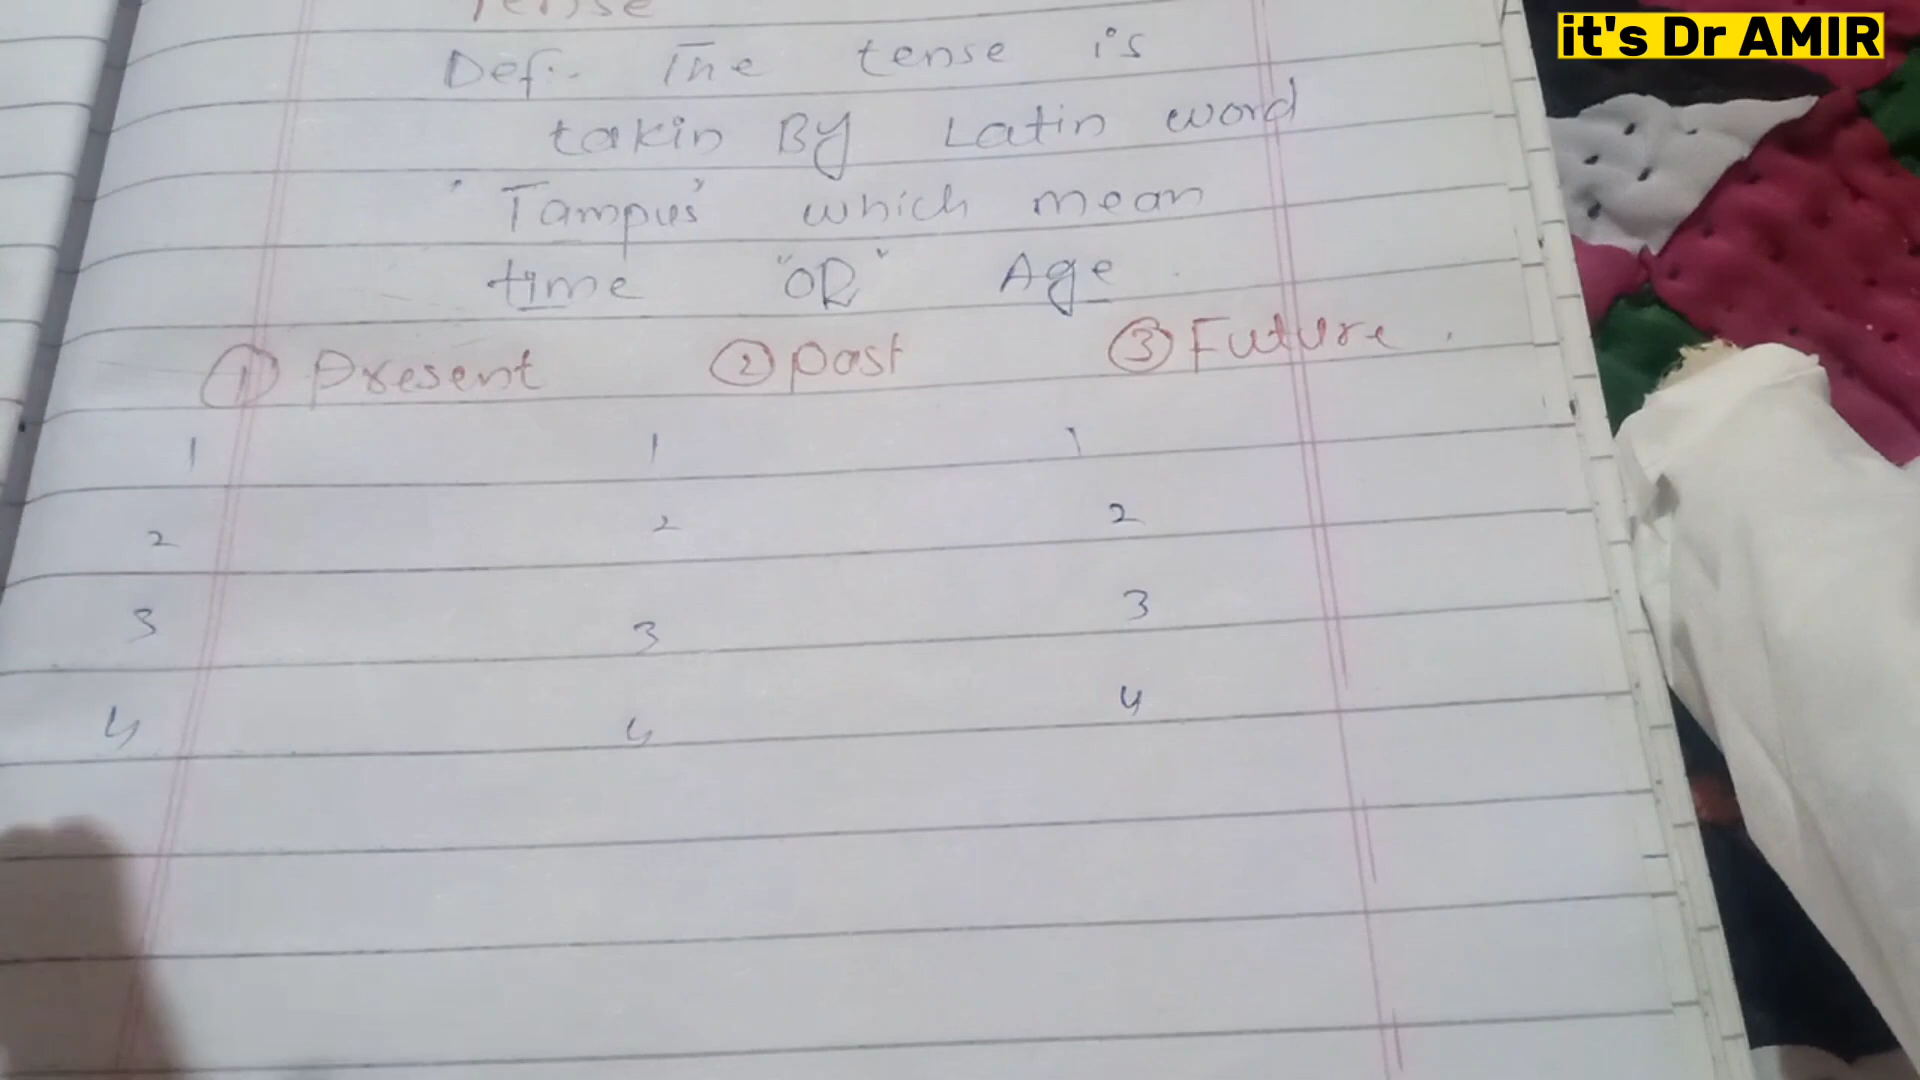 it's Dr AMIR
Tense
Def:- The tense is
takin By Latin word
"Tampus" which mean
time "OR" Age.
① Present ② past ③ Future.
1 1 1
2 2 2
3 3 3
4 4 4